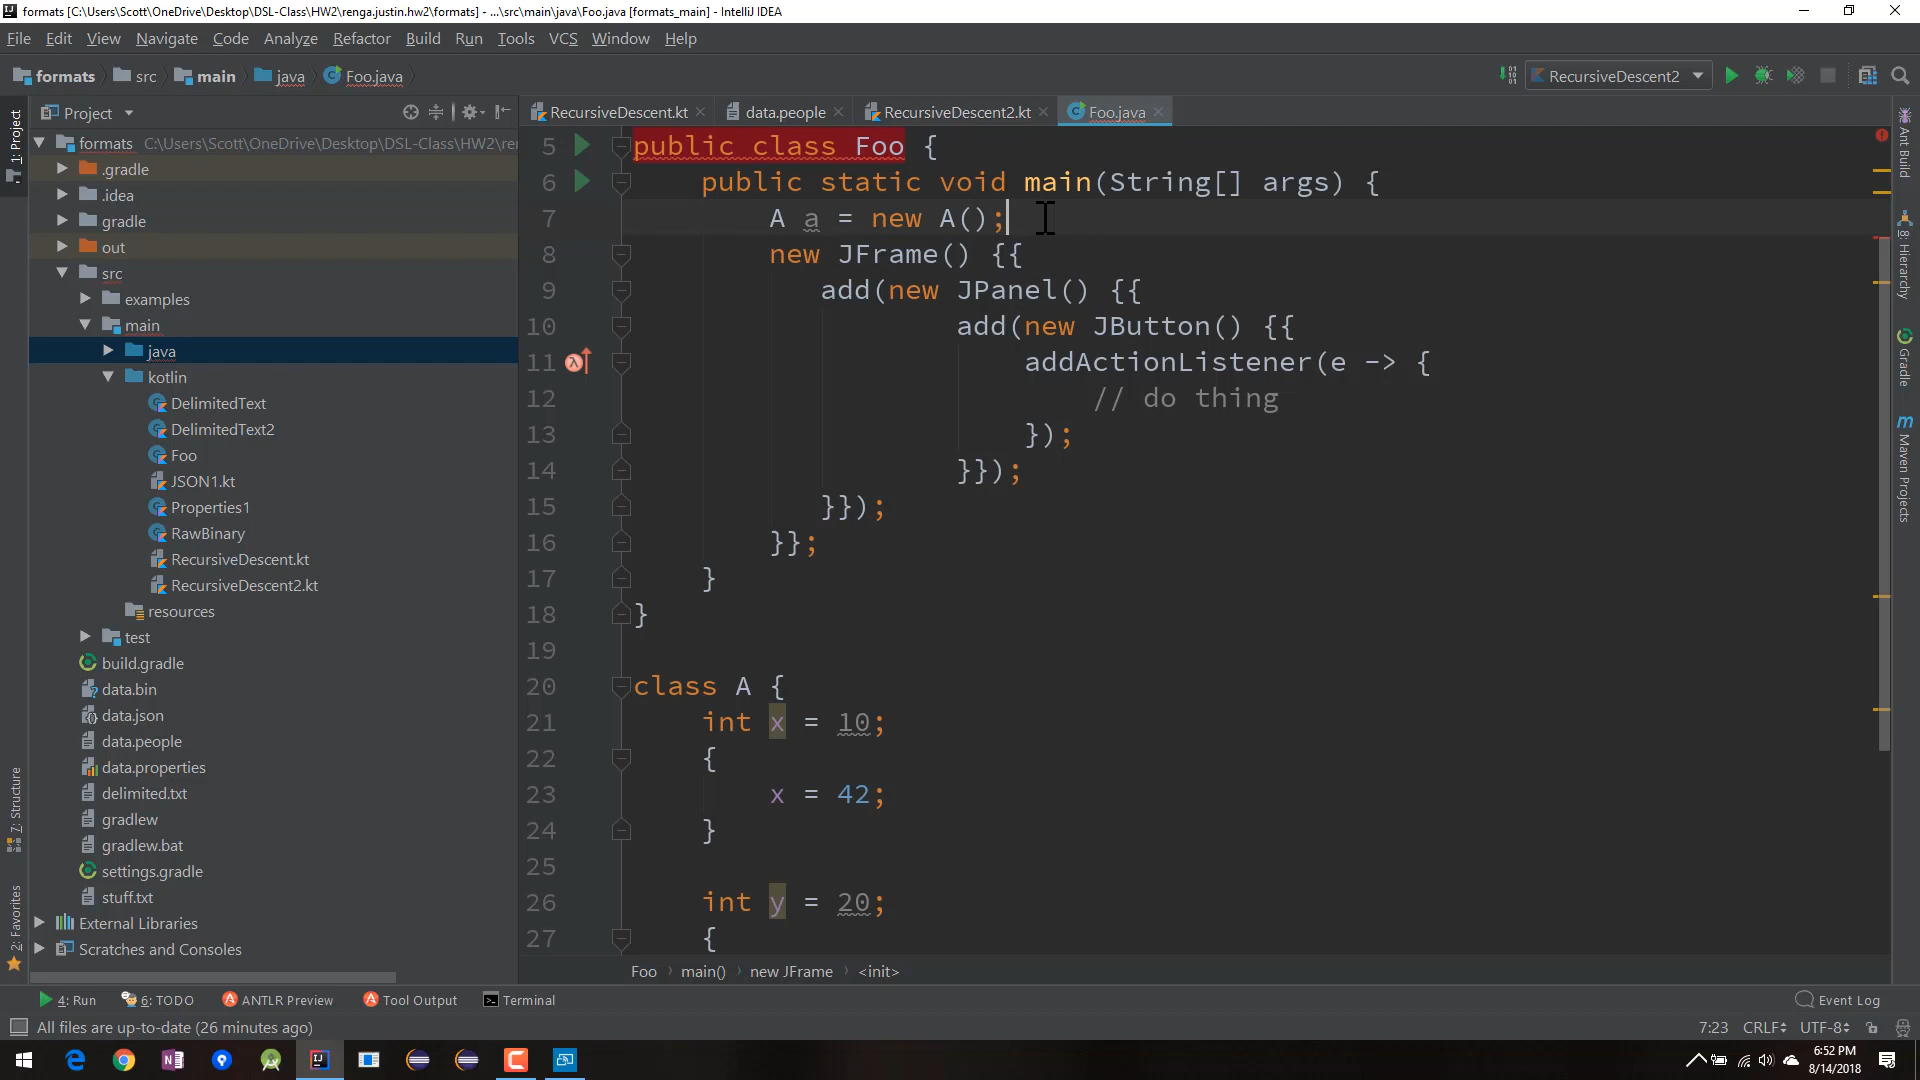 formats [C:\Users\Scott\OneDrive\Desktop\DSL-Class\HW2\renga.justin.hw2\formats] - ...\src\main\java\Foo.java [formats_main] - IntelliJ IDEA
File Edit View Navigate Code Analyze Refactor Build Run Tools VCS Window Help
formats src main java Foo.java RecursiveDescent2
1: Project
Project
RecursiveDescent.kt data.people RecursiveDescent2.kt Foo.java
formats C:\Users\Scott\OneDrive\Desktop\DSL-Class\HW2\ren
.gradle
.idea
gradle
out
src
examples
main
java
kotlin
DelimitedText
DelimitedText2
Foo
JSON1.kt
Properties1
RawBinary
RecursiveDescent.kt
RecursiveDescent2.kt
resources
test
build.gradle
data.bin
data.json
data.people
data.properties
delimited.txt
gradlew
gradlew.bat
settings.gradle
stuff.txt
External Libraries
Scratches and Consoles
7: Structure
2: Favorites
5 public class Foo {
6 public static void main(String[] args) {
7 A a = new A();
8 new JFrame() {{
9 add(new JPanel() {{
10 add(new JButton() {{
11 addActionListener(e -> {
12 // do thing
13 });
14 }});
15 }});
16 }};
17 }
18 }
19
20 class A {
21 int x = 10;
22 {
23 x = 42;
24 }
25
26 int y = 20;
27 {
Foo main() new JFrame <init>
Ant Build
8: Hierarchy
Gradle
Maven Projects
4: Run 6: TODO ANTLR Preview Tool Output Terminal Event Log
All files are up-to-date (26 minutes ago) 7:23 CRLF UTF-8
6:52 PM
8/14/2018